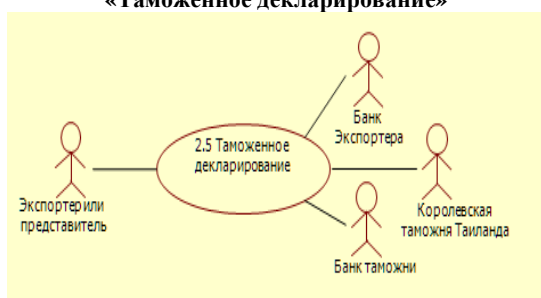 «Таможенное декларирование»
Банк
Экспортера
2.5 Таможенное
декларирование
Экспортер или
представитель
Королевская
таможня Таиланда
Банк таможни